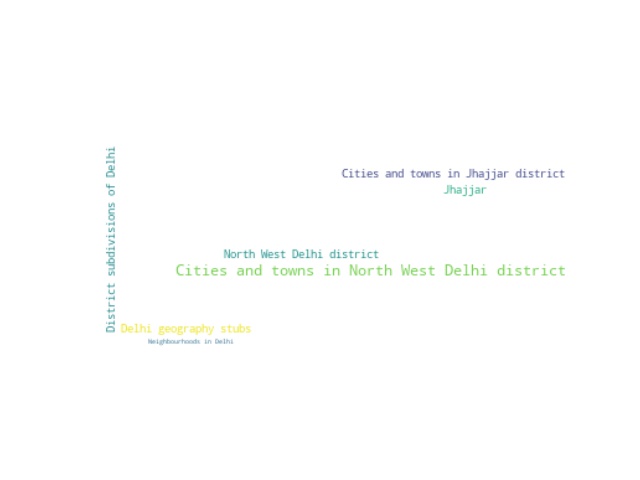 District subdivisions of Delhi
Cities and towns in Jhajjar district
Jhajjar
North West Delhi district
Cities and towns in North West Delhi district
Delhi geography stubs
Neighbourhoods in Delhi